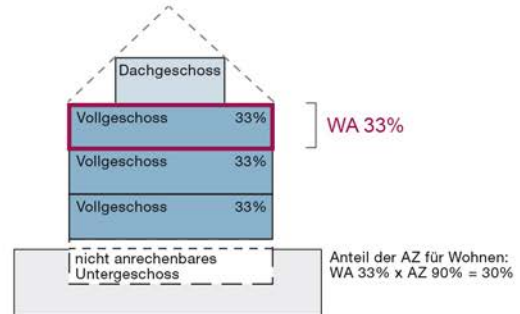 Dachgeschoss
Vollgeschoss 33%
WA 33%
Vollgeschoss 33%
Vollgeschoss 33%
nicht anrechenbares
Untergeschoss
Anteil der AZ für Wohnen:
WA 33% x AZ 90% = 30%